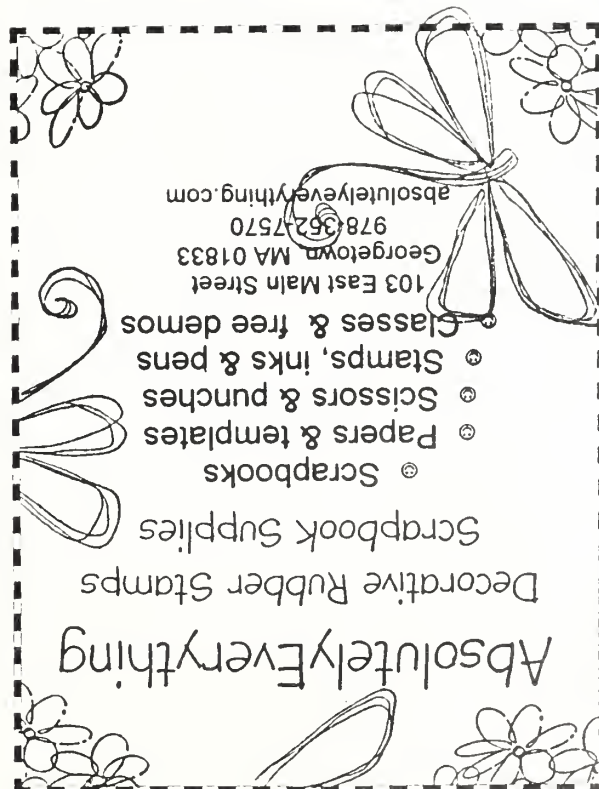 AbsolutelyEverything
Decorative Rubber Stamps
Scrapbook Supplies
Scrapbooks
Papers & templates
Scissors & punches
Stamps, inks & pens
Classes & free demos
103 East Main Street
Georgetown, MA 01833
978-352-7570
absolutelyeverything.com